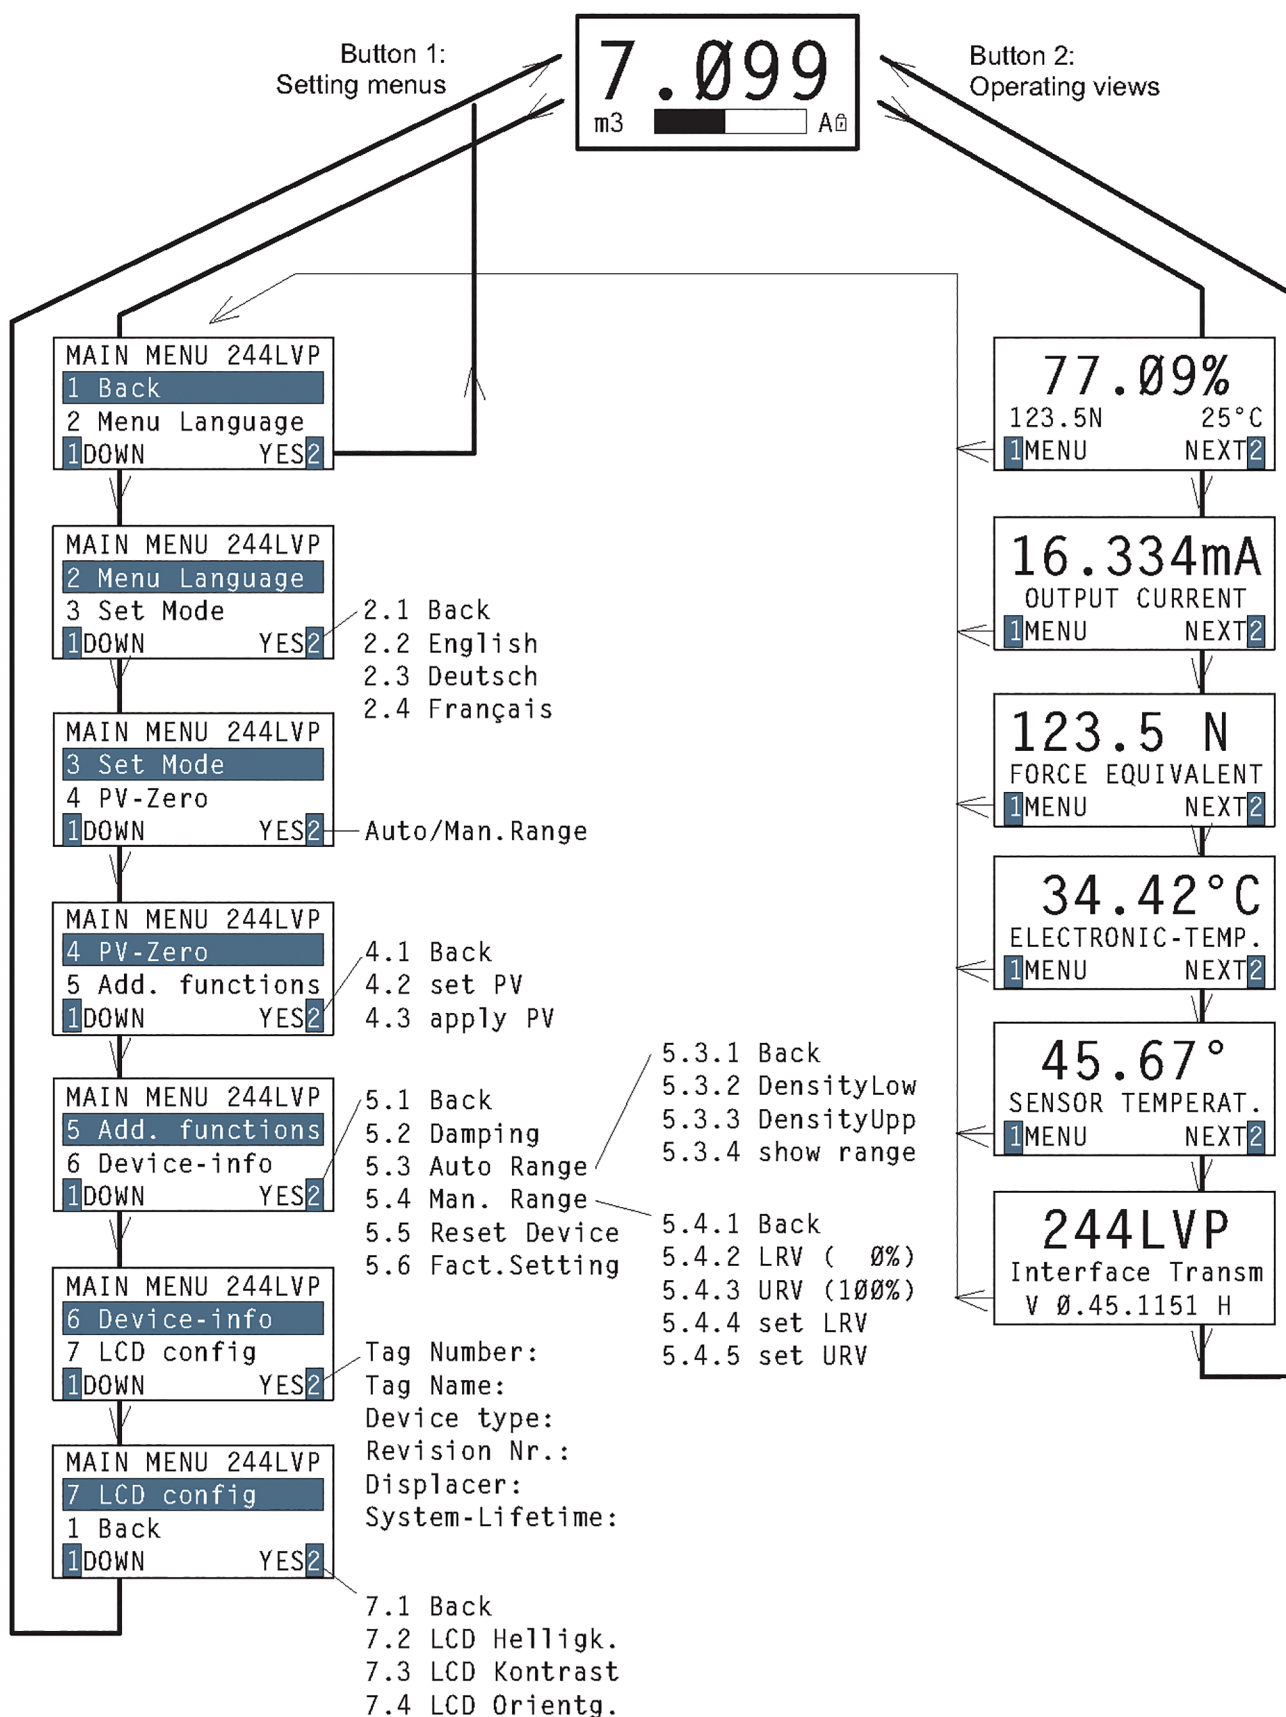 Button 1:
Setting menus
7.Ø99
m3
A
Button 2:
Operating views
MAIN MENU 244LVP
1 Back
2 Menu Language
1DOWN YES2
MAIN MENU 244LVP
2 Menu Language
3 Set Mode
1DOWN YES2
2.1 Back
2.2 English
2.3 Deutsch
2.4 Français
MAIN MENU 244LVP
3 Set Mode
4 PV-Zero
1DOWN YES2
Auto/Man.Range
MAIN MENU 244LVP
4 PV-Zero
5 Add. functions
1DOWN YES2
4.1 Back
4.2 set PV
4.3 apply PV
MAIN MENU 244LVP
5 Add. functions
6 Device-info
1DOWN YES2
5.1 Back
5.2 Damping
5.3 Auto Range
5.4 Man. Range
5.5 Reset Device
5.6 Fact.Setting
5.3.1 Back
5.3.2 DensityLow
5.3.3 DensityUpp
5.3.4 show range
5.4.1 Back
5.4.2 LRV ( Ø%)
5.4.3 URV (1ØØ%)
5.4.4 set LRV
5.4.5 set URV
MAIN MENU 244LVP
6 Device-info
7 LCD config
1DOWN YES2
Tag Number:
Tag Name:
Device type:
Revision Nr.:
Displacer:
System-Lifetime:
MAIN MENU 244LVP
7 LCD config
1 Back
1DOWN YES2
7.1 Back
7.2 LCD Helligk.
7.3 LCD Kontrast
7.4 LCD Orientg.
77.Ø9%
123.5N 25°C
1MENU NEXT2
16.334mA
OUTPUT CURRENT
1MENU NEXT2
123.5 N
FORCE EQUIVALENT
1MENU NEXT2
34.42°C
ELECTRONIC-TEMP.
1MENU NEXT2
45.67°
SENSOR TEMPERAT.
1MENU NEXT2
244LVP
Interface Transm
V Ø.45.1151 H